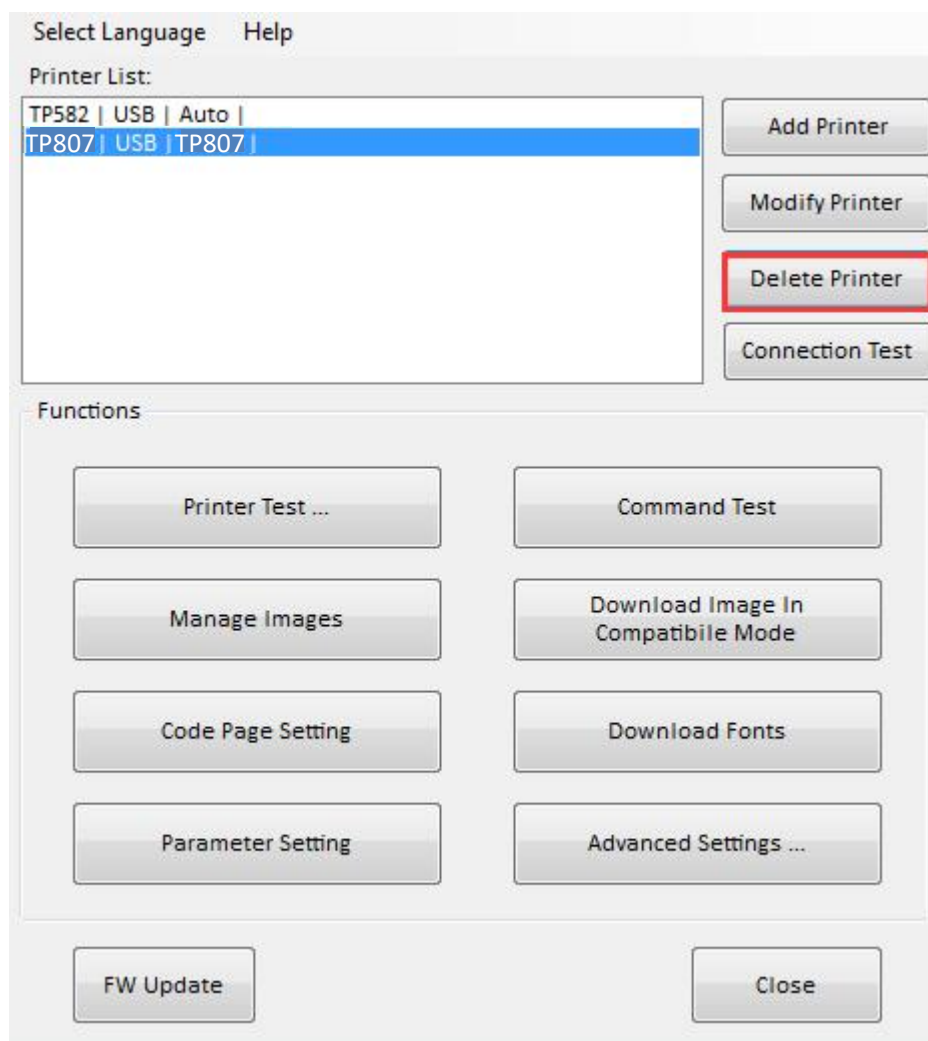 Select Language Help
Printer List:
TP582 | USB | Auto |
TP807 | USB | TP807 |
Add Printer
Modify Printer
Delete Printer
Connection Test
Functions
Printer Test ...
Command Test
Manage Images
Download Image In
Compatibile Mode
Code Page Setting
Download Fonts
Parameter Setting
Advanced Settings ...
FW Update
Close